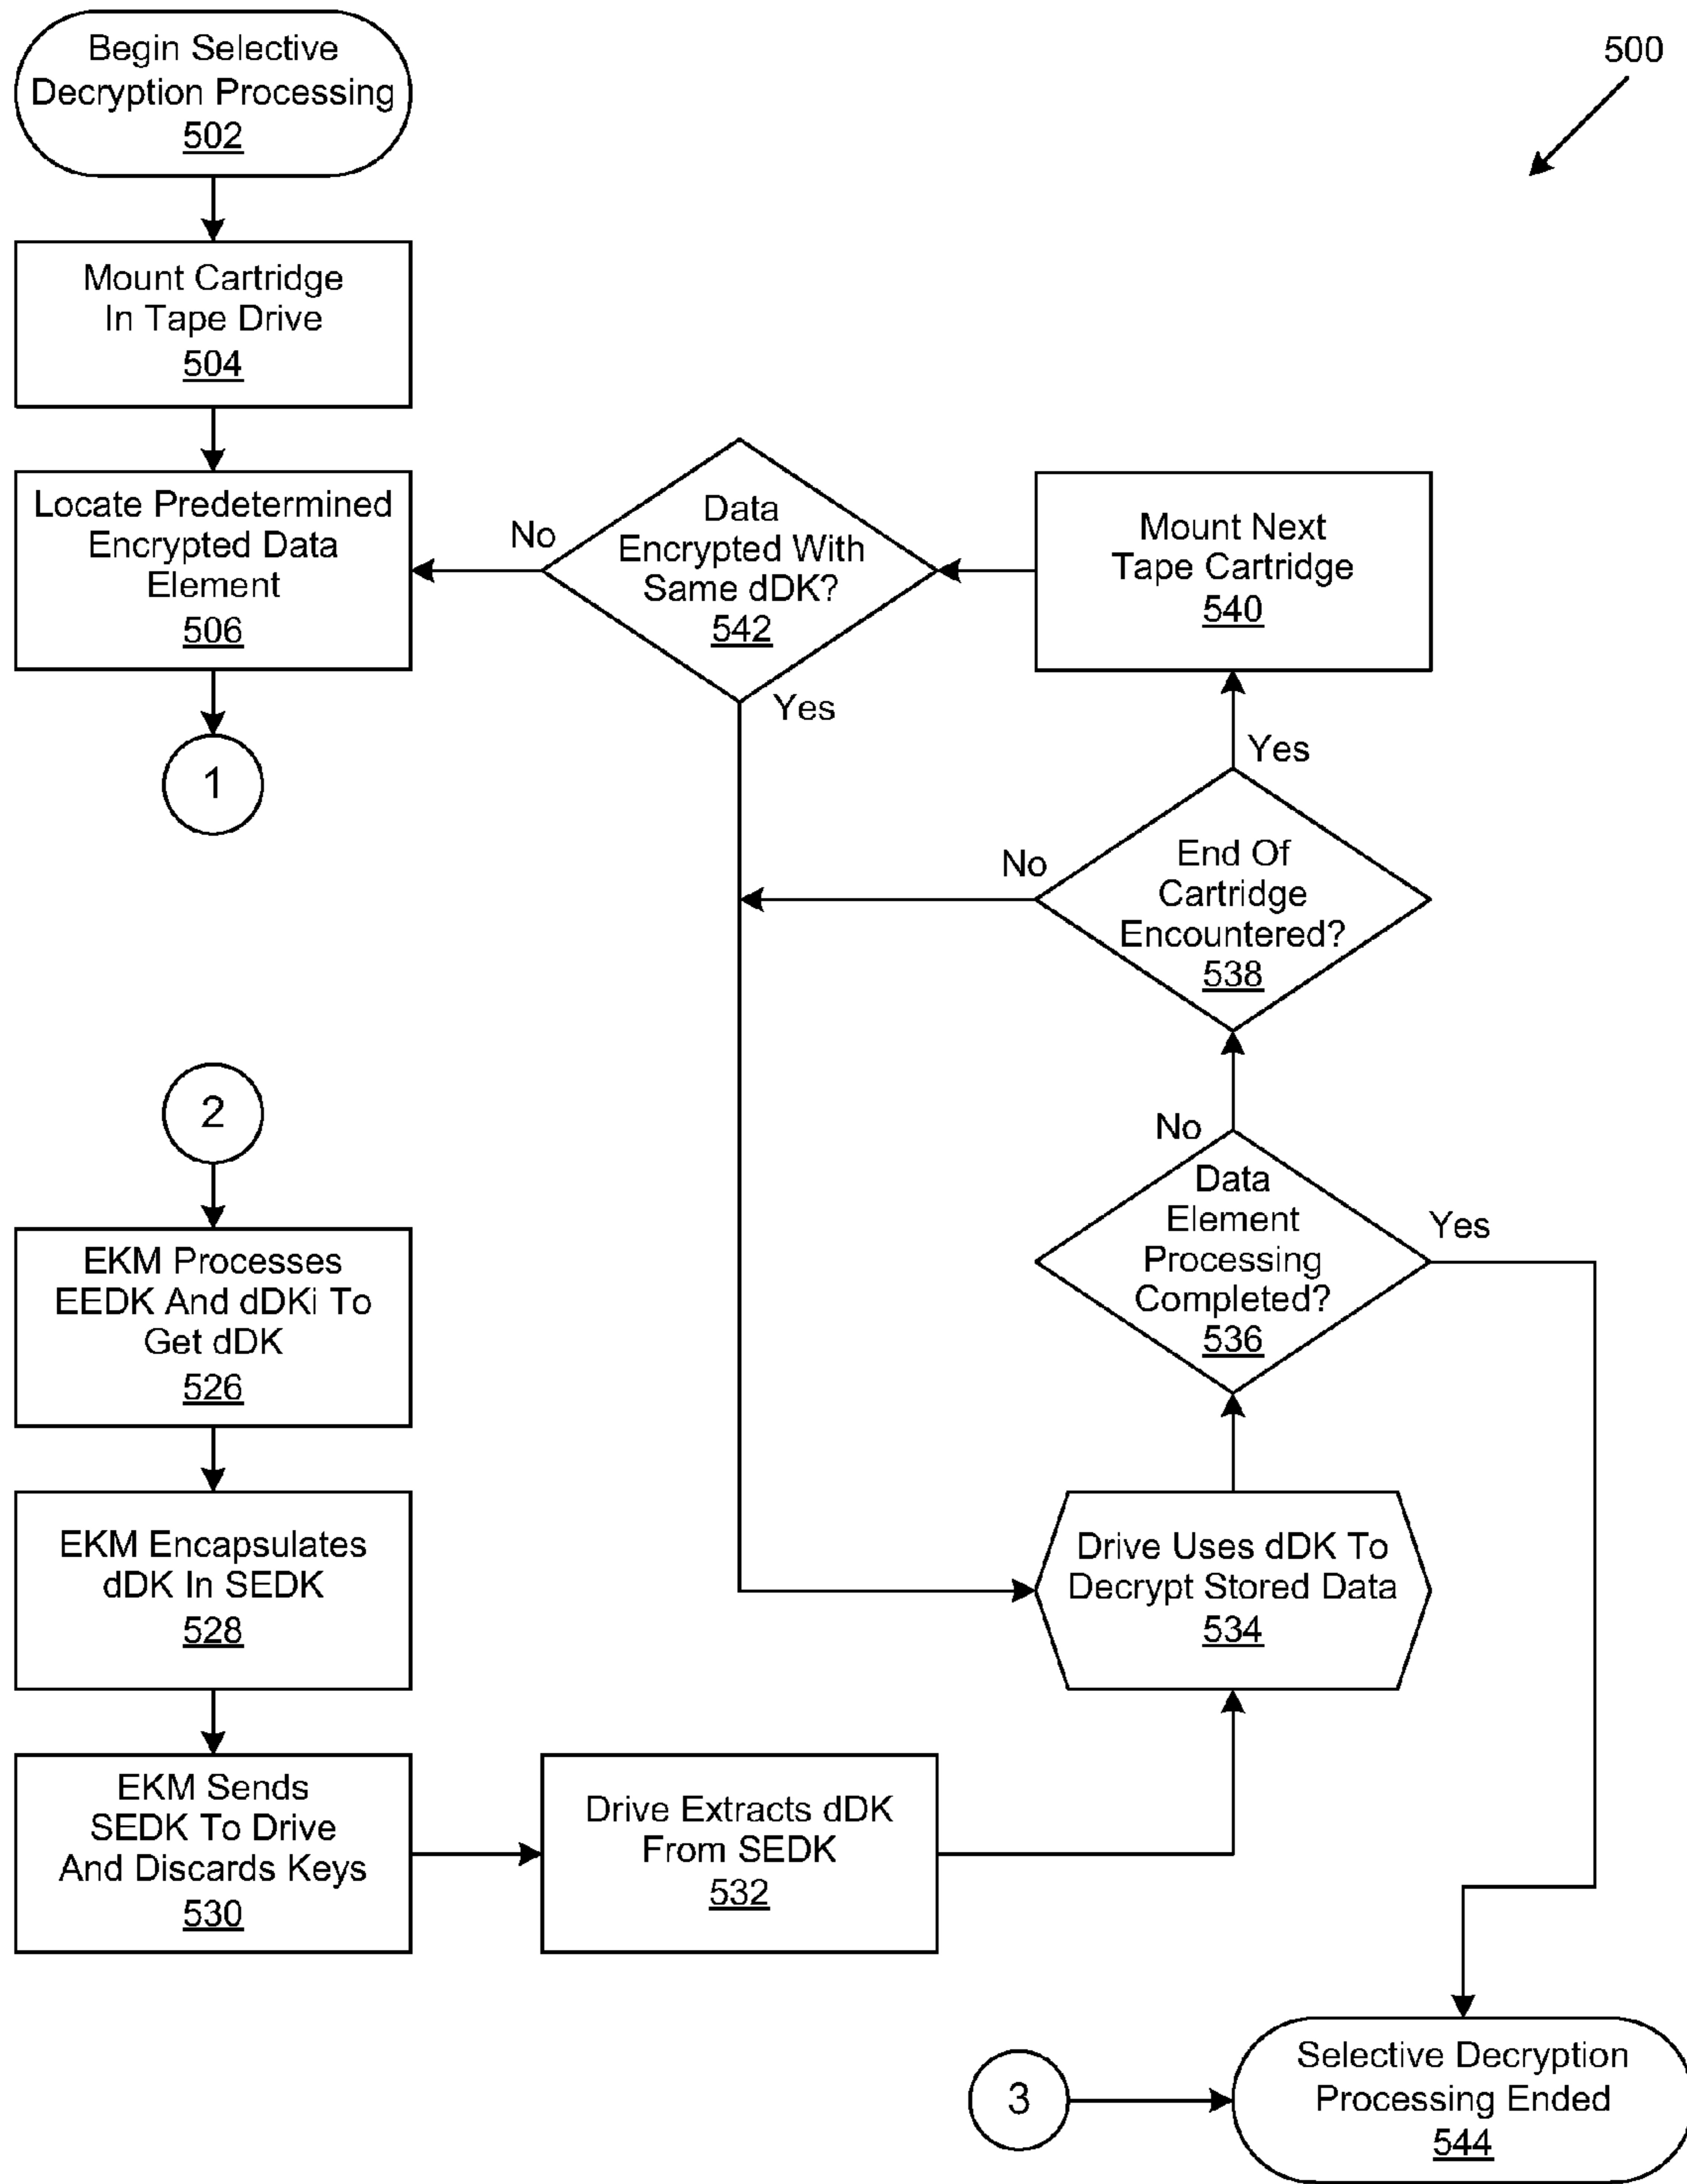 500
Begin Selective
Decryption Processing
502
Mount Cartridge
In Tape Drive
504
Locate Predetermined
Encrypted Data
Element
506
1
No
Data
Encrypted With
Same dDK?
542
Yes
Mount Next
Tape Cartridge
540
Yes
No
End Of
Cartridge
Encountered?
538
2
EKM Processes
EEDK And dDKi To
Get dDK
526
EKM Encapsulates
dDK In SEDK
528
EKM Sends
SEDK To Drive
And Discards Keys
530
Drive Extracts dDK
From SEDK
532
Drive Uses dDK To
Decrypt Stored Data
534
No
Data
Element
Processing
Completed?
536
Yes
3
Selective Decryption
Processing Ended
544